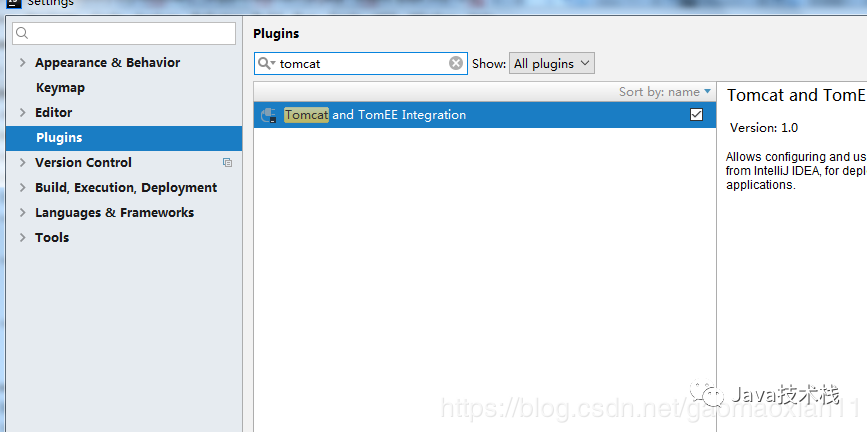 Settings
Plugins
tomcat
Show: All plugins
Appearance & Behavior
Keymap
Editor
Plugins
Version Control
Build, Execution, Deployment
Languages & Frameworks
Tools
Sort by: name
Tomcat and TomEE Integration
Tomcat and TomE
Version: 1.0
Allows configuring and us
from IntelliJ IDEA, for depl
applications.
Java技术栈
https://blog.csdn.net/gaomaoxian11